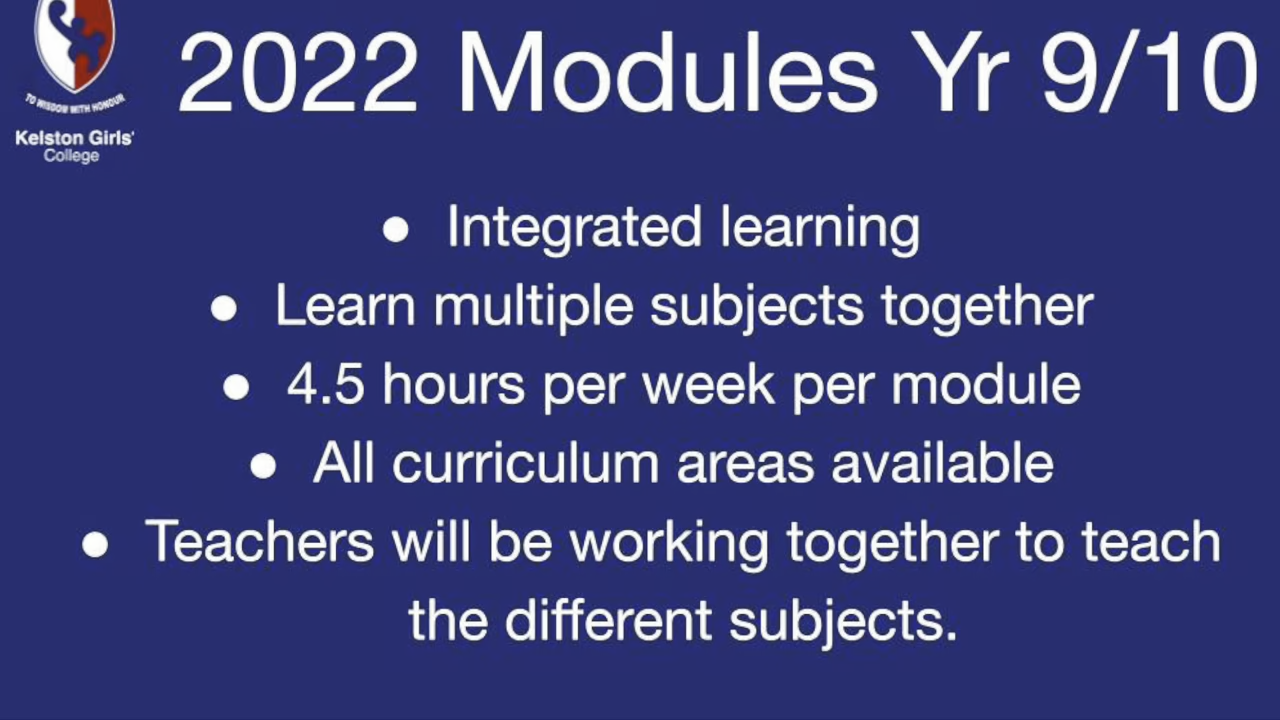 TO WISDOM WITH HONOUR
Kelston Girls'
College
2022 Modules Yr 9/10
● Integrated learning
● Learn multiple subjects together
● 4.5 hours per week per module
● All curriculum areas available
● Teachers will be working together to teach
the different subjects.